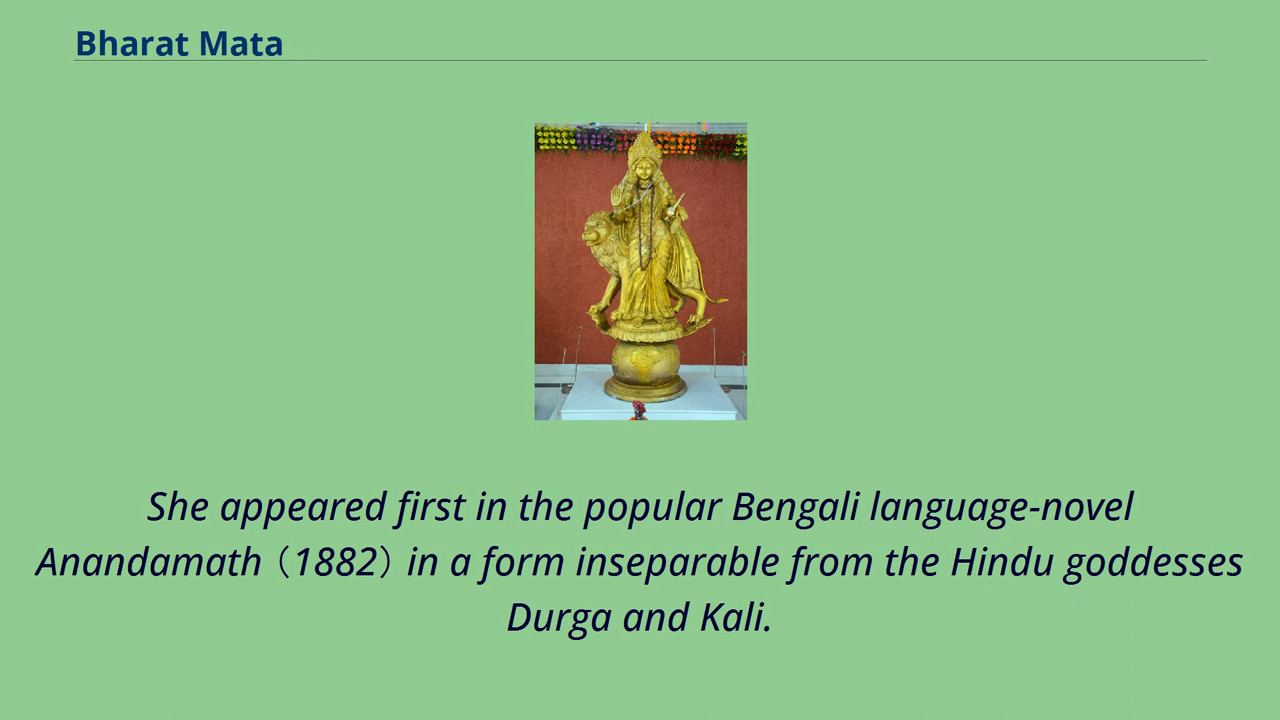 Bharat Mata
She appeared first in the popular Bengali language-novel
Anandamath（1882）in a form inseparable from the Hindu goddesses
Durga and Kali.